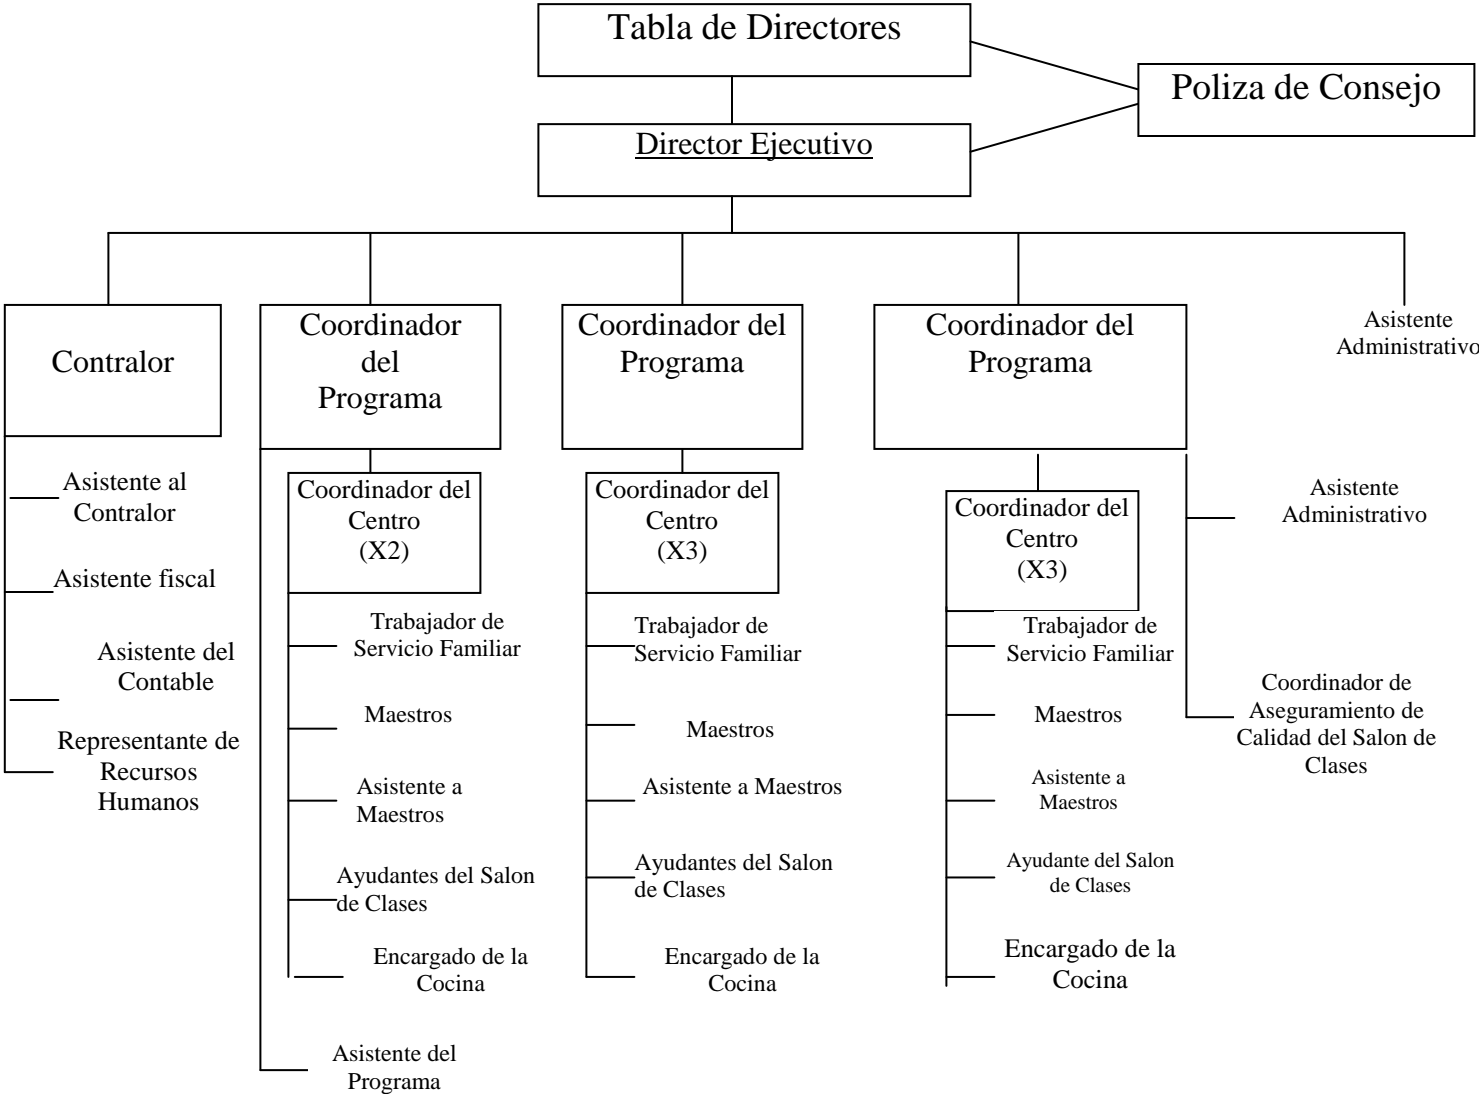 Tabla de Directores
Poliza de Consejo
Director Ejecutivo
Contralor
Asistente al
Contralor
Asistente fiscal
Asistente del
Contable
Representante de
Recursos
Humanos
Coordinador
del
Programa
Coordinador del
Centro
(X2)
Trabajador de
Servicio Familiar
Maestros
Asistente a
Maestros
Ayudantes del Salon
de Clases
Encargado de la
Cocina
Asistente del
Programa
Coordinador del
Programa
Coordinador del
Centro
(X3)
Trabajador de
Servicio Familiar
Maestros
Asistente a Maestros
Ayudantes del Salon
de Clases
Encargado de la
Cocina
Coordinador del
Programa
Coordinador del
Centro
(X3)
Trabajador de
Servicio Familiar
Maestros
Asistente a
Maestros
Ayudante del Salon
de Clases
Encargado de la
Cocina
Asistente
Administrativo
Coordinador de
Aseguramiento de
Calidad del Salon de
Clases
Asistente
Administrativo